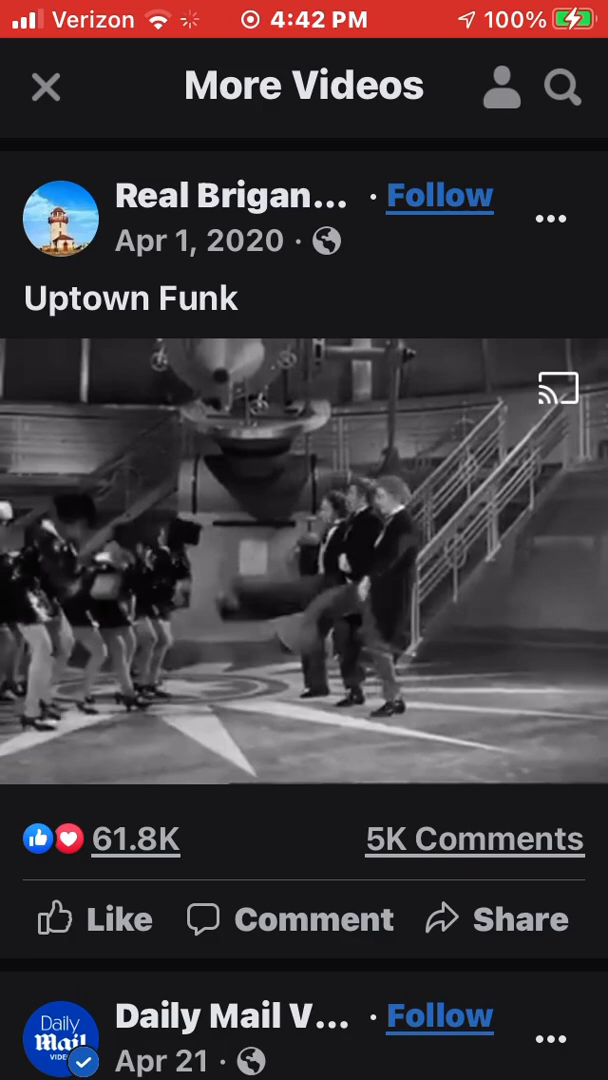 Verizon 4:42 PM 100%
More Videos
Real Brigan... · Follow
Apr 1, 2020 ·
Uptown Funk
61.8K 5K Comments
Like Comment Share
Daily Mail V... · Follow
Daily
Mail
VIDEO
Apr 21 ·